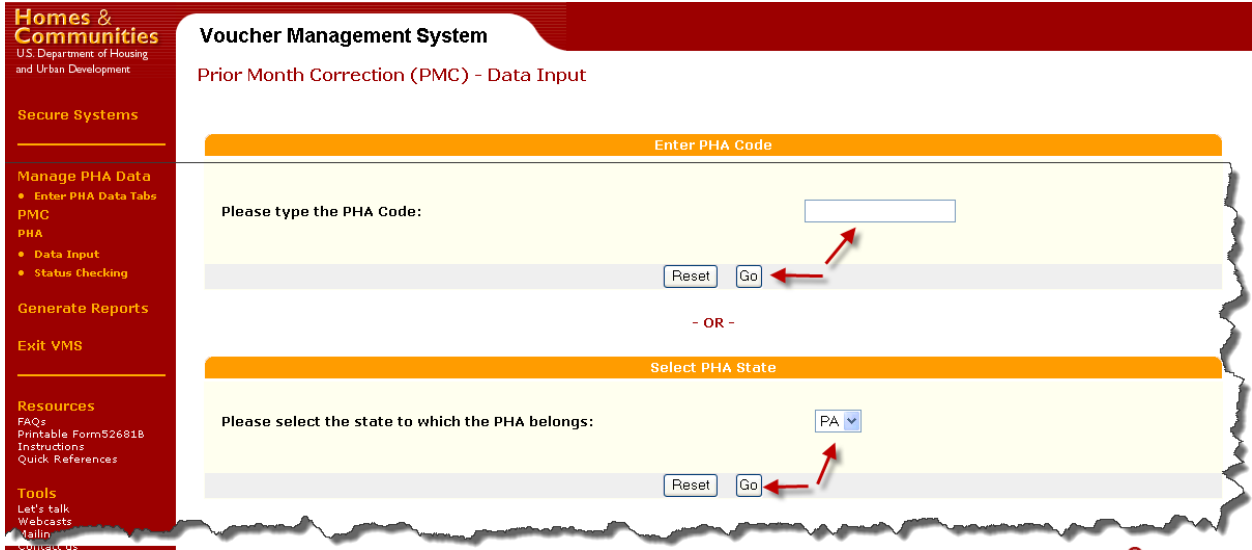 Homes &
Communities
U.S. Department of Housing
and Urban Development
Secure Systems
Manage PHA Data
• Enter PHA Data Tabs
PMC
PHA
• Data Input
• Status Checking
Generate Reports
Exit VMS
Resources
FAQs
Printable Form52681B
Instructions
Quick References
Tools
Let's talk
Webcasts
Mailin
Contact us
Voucher Management System
Prior Month Correction (PMC) - Data Input
Enter PHA Code
Please type the PHA Code:
Reset Go
- OR -
Select PHA State
Please select the state to which the PHA belongs: PA
Reset Go